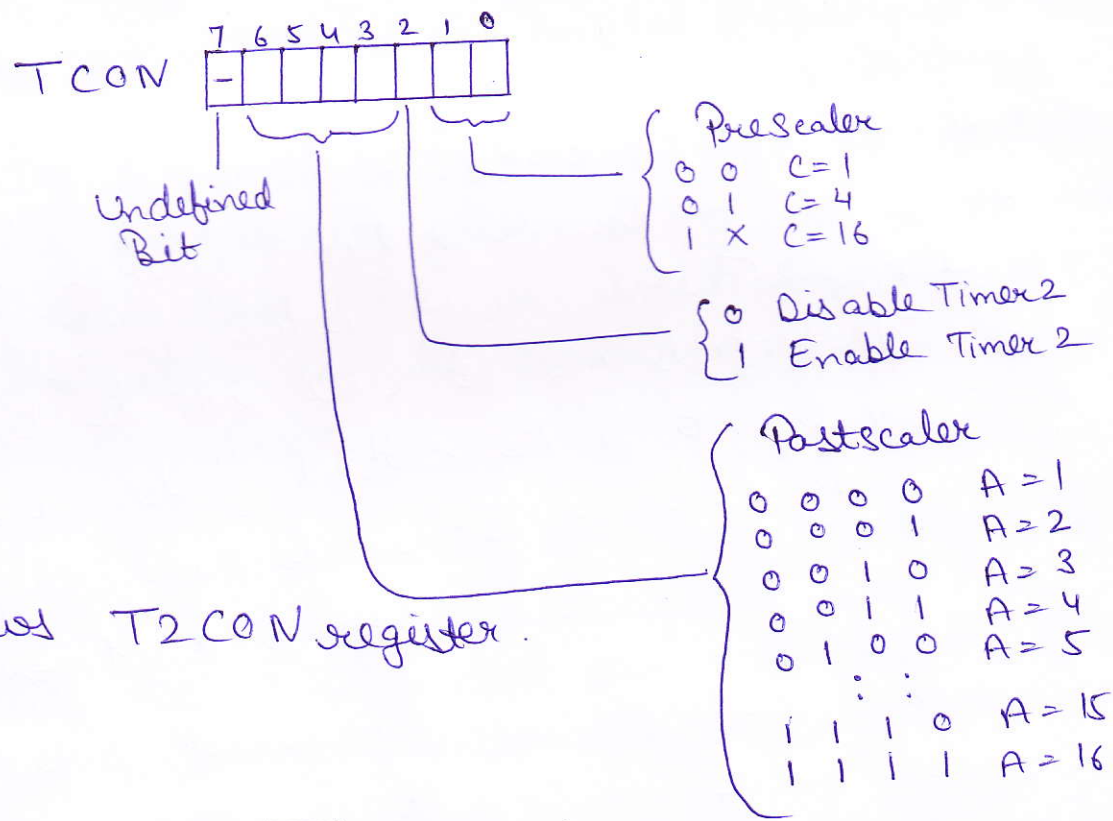 7 6 5 4 3 2 1 0
TCON -
Undefined
Bit
Prescaler
0 0 C=1
0 1 C=4
1 X C=16
0 Disable Timer2
1 Enable Timer 2
Postscaler
0 0 0 0 A = 1
0 0 0 1 A = 2
0 0 1 0 A = 3
0 0 1 1 A = 4
0 1 0 0 A = 5
: :
1 1 1 0 A = 15
1 1 1 1 A = 16
T2CON register.